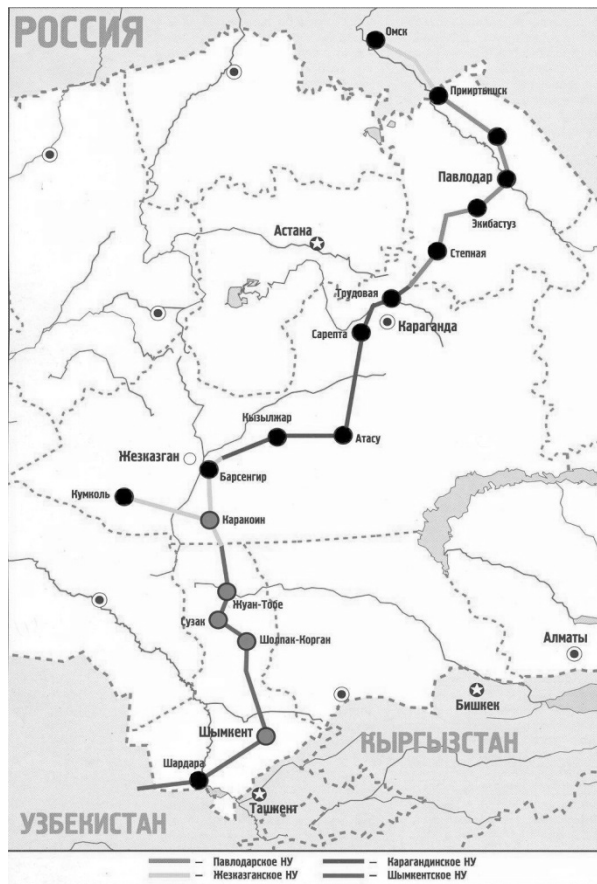 РОССИЯ
Омск
Прииртыщск
Павлодар
Экибастуз
Астана
Степная
Трудовая
Караганда
Сарепта
Кызылжар
Атасу
Жезказган
Барсенгир
Кумколь
Каракоин
Жуан-Тобе
Сузак
Шолпак-Корган
Алматы
Бишкек
Шымкент
КЫРГЫЗСТАН
Шардара
Ташкент
УЗБЕКИСТАН
– Павлодарское НУ
– Карагандинское НУ
– Жезказганское НУ
– Шымкентское НУ